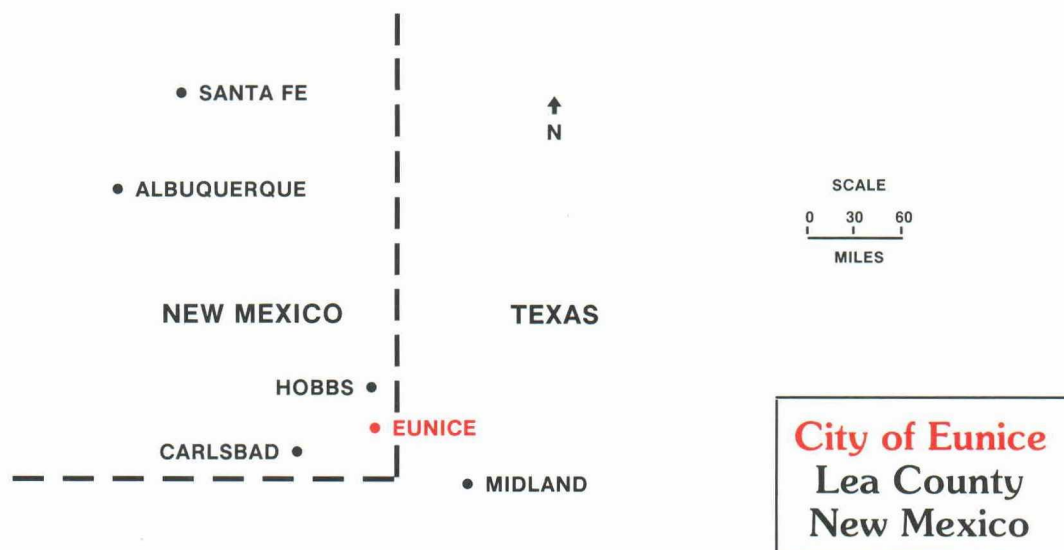 SANTA FE
N
ALBUQUERQUE
SCALE
0 30 60
MILES
NEW MEXICO
TEXAS
HOBBS
EUNICE
CARLSBAD
MIDLAND
City of Eunice
Lea County
New Mexico